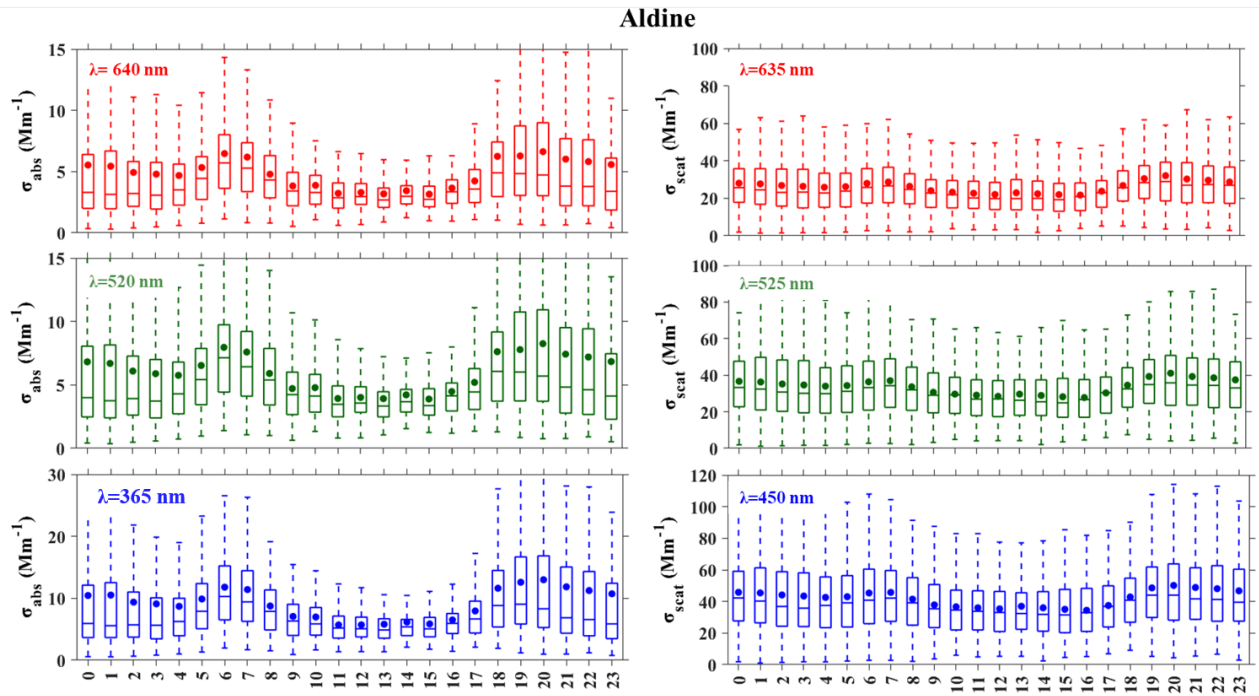 Aldine
15
λ= 640 nm
10
5
0
σabs (Mm-1)
100
λ=635 nm
80
60
40
20
0
σscat (Mm-1)
15
λ=520 nm
10
5
0
σabs (Mm-1)
100
λ=525 nm
80
60
40
20
0
σscat (Mm-1)
30
λ=365 nm
20
10
0
σabs (Mm-1)
0 1 2 3 4 5 6 7 8 9 10 11 12 13 14 15 16 17 18 19 20 21 22 23
120
λ=450 nm
100
80
60
40
20
0
σscat (Mm-1)
0 1 2 3 4 5 6 7 8 9 10 11 12 13 14 15 16 17 18 19 20 21 22 23